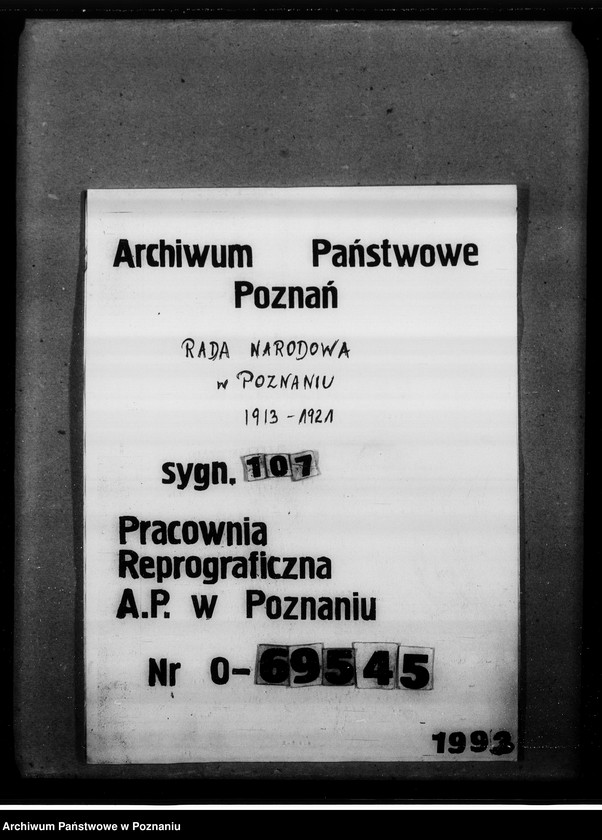 Archiwum Państwowe
Poznań
RADA NARODOWA
w POZNANIU
1913 - 1921
sygn. 107
Pracownia
Reprograficzna
A.P. w Poznaniu
Nr O-69545
1993
Archiwum Państwowe w Poznaniu